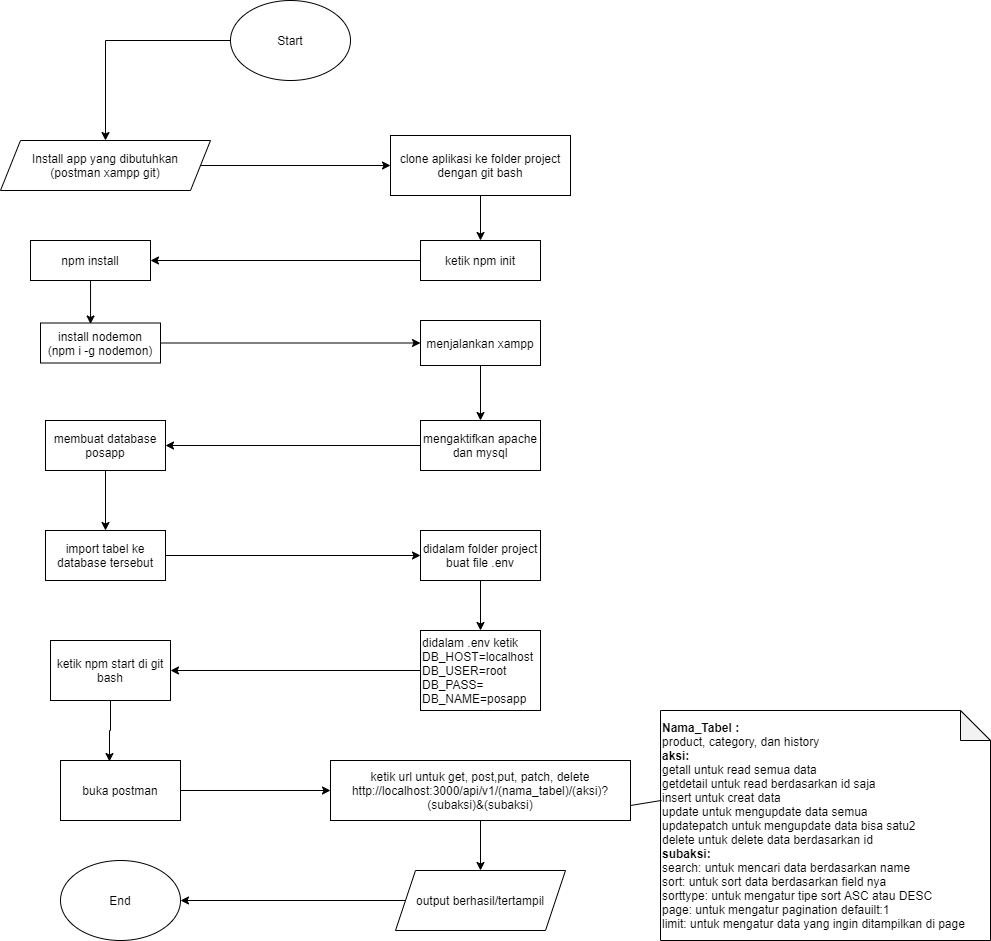 Start
Install app yang dibutuhkan
(postman xampp git)
clone aplikasi ke folder project
dengan git bash
ketik npm init
npm install
install nodemon
(npm i -g nodemon)
menjalankan xampp
mengaktifkan apache
dan mysql
membuat database
posapp
import tabel ke
database tersebut
didalam folder project
buat file .env
didalam .env ketik
DB_HOST=localhost
DB_USER=root
DB_PASS=
DB_NAME=posapp
ketik npm start di git
bash
buka postman
ketik url untuk get, post,put, patch, delete
http://localhost:3000/api/v1/(nama_tabel)/(aksi)?
(subaksi)&(subaksi)
Nama_Tabel :
product, category, dan history
aksi:
getall untuk read semua data
getdetail untuk read berdasarkan id saja
insert untuk creat data
update untuk mengupdate data semua
updatepatch untuk mengupdate data bisa satu2
delete untuk delete data berdasarkan id
subaksi:
search: untuk mencari data berdasarkan name
sort: untuk sort data berdasarkan field nya
sorttype: untuk mengatur tipe sort ASC atau DESC
page: untuk mengatur pagination defauilt:1
limit: untuk mengatur data yang ingin ditampilkan di page
output berhasil/tertampil
End